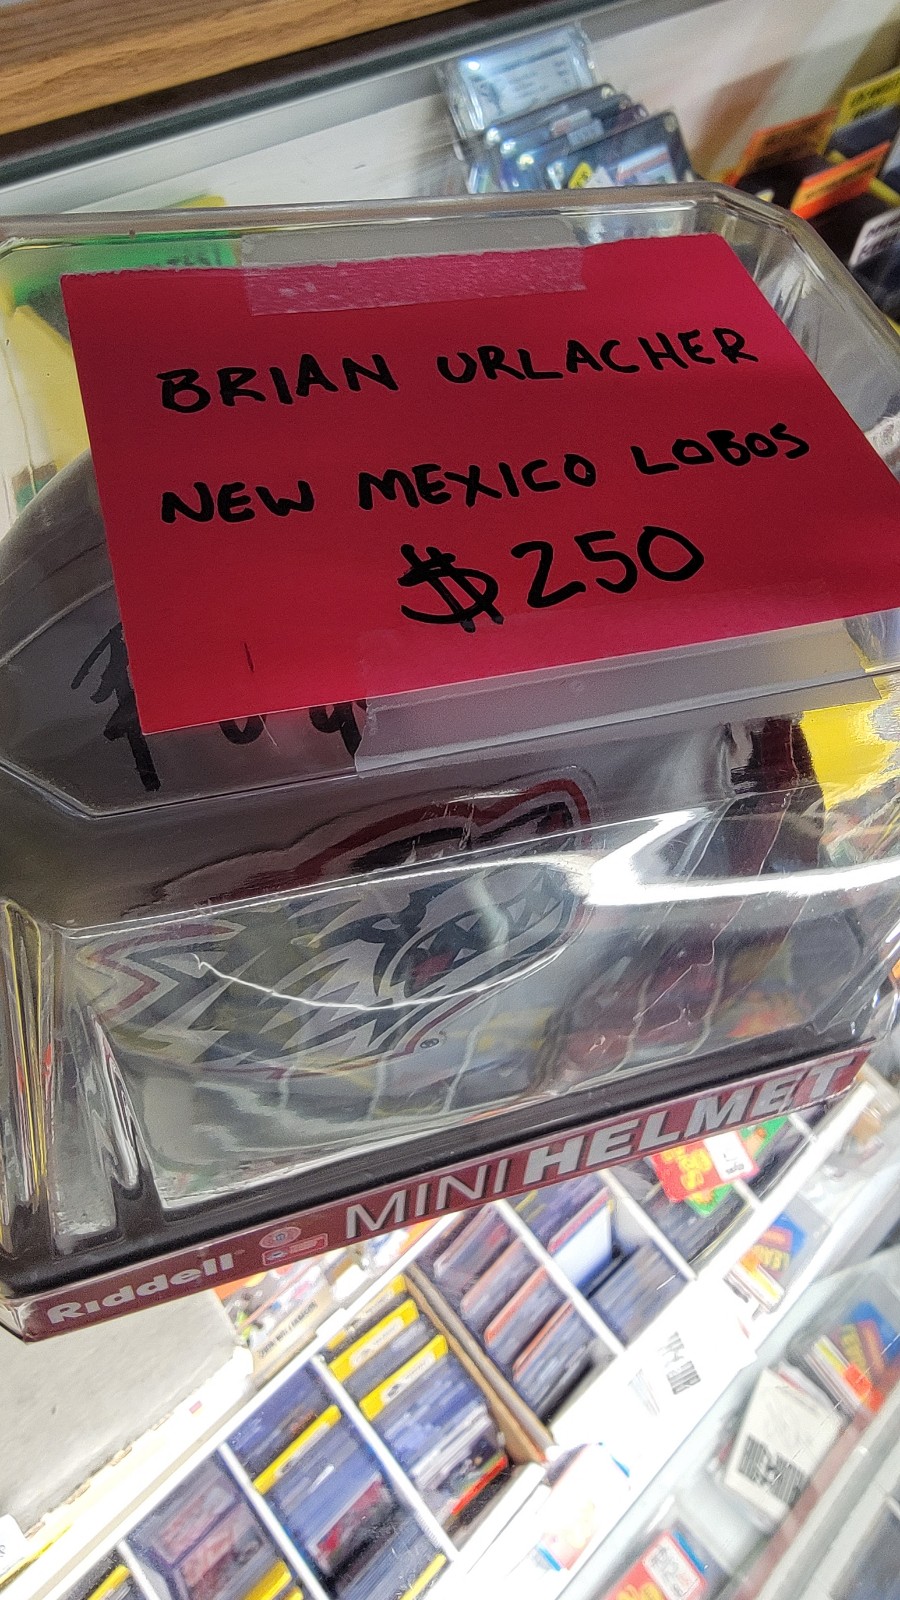 BRIAN URLACHER
NEW MEXICO LOBOS
$250
Riddell MINI HELMET